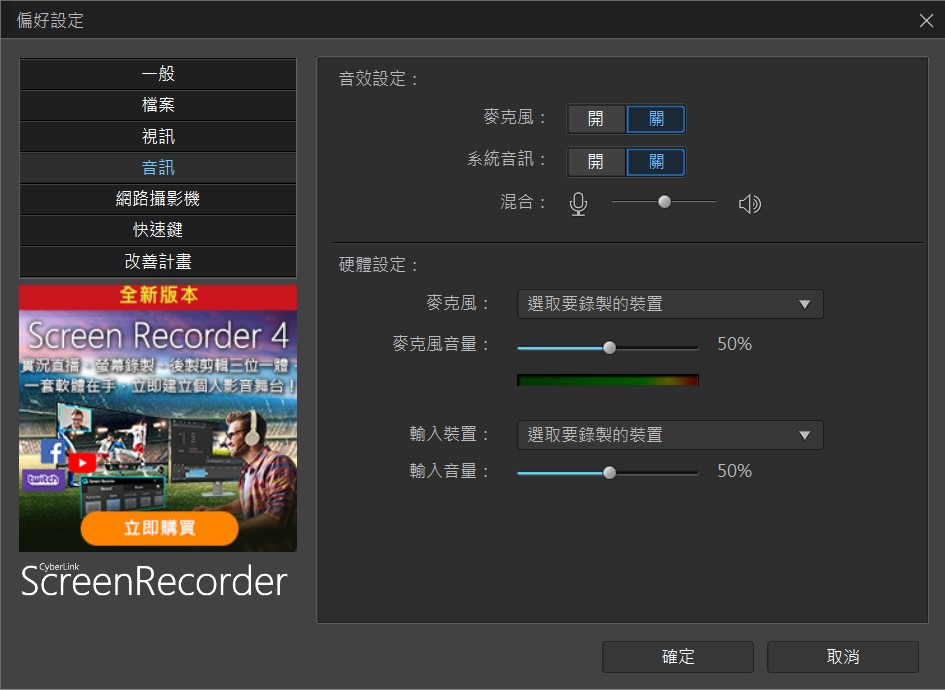 偏好設定
一般
檔案
視訊
音訊
網路攝影機
快速鍵
改善計畫
全新版本
Screen Recorder 4
實況直播、螢幕錄製、後製剪輯三位一體，
一套軟體在手，立即建立個人影音舞台！
twitch
立即購買
CyberLink
ScreenRecorder
音效設定：
麥克風： 開 關
系統音訊： 開 關
混合：
硬體設定：
麥克風： 選取要錄製的裝置
麥克風音量： 50%
輸入裝置： 選取要錄製的裝置
輸入音量： 50%
確定 取消